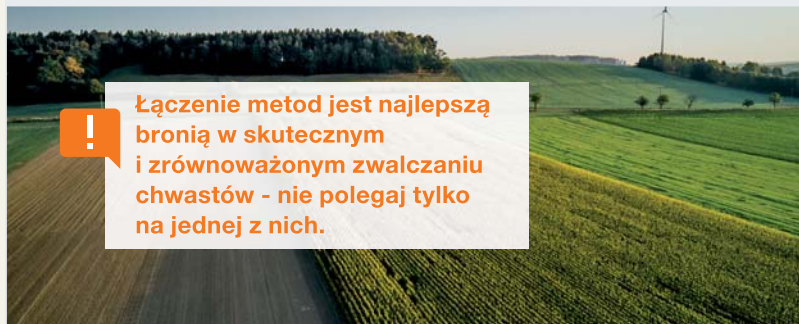 !
Łączenie metod jest najlepszą
bronią w skutecznym
i zrównoważonym zwalczaniu
chwastów - nie polegaj tylko
na jednej z nich.